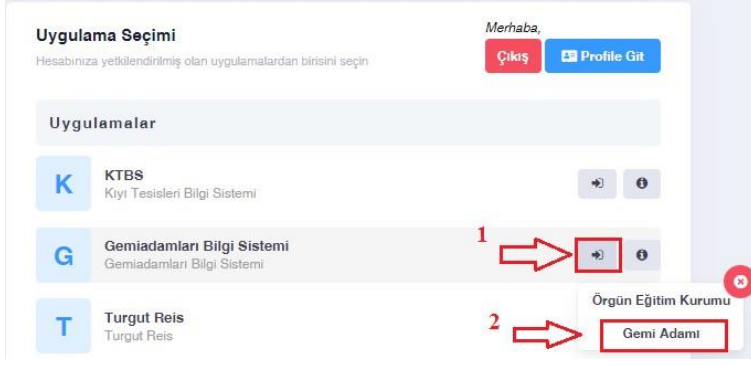 Merhaba,
Uygulama Seçimi
Hesabınıza yetkilendirilmiş olan uygulamalardan birisini seçin
Çıkış
Profile Git
Uygulamalar
K
KTBS
Kıyı Tesisleri Bilgi Sistemi
G
Gemiadamları Bilgi Sistemi
Gemiadamları Bilgi Sistemi
1
T
Turgut Reis
Turgut Reis
Örgün Eğitim Kurumu
2
Gemi Adamı